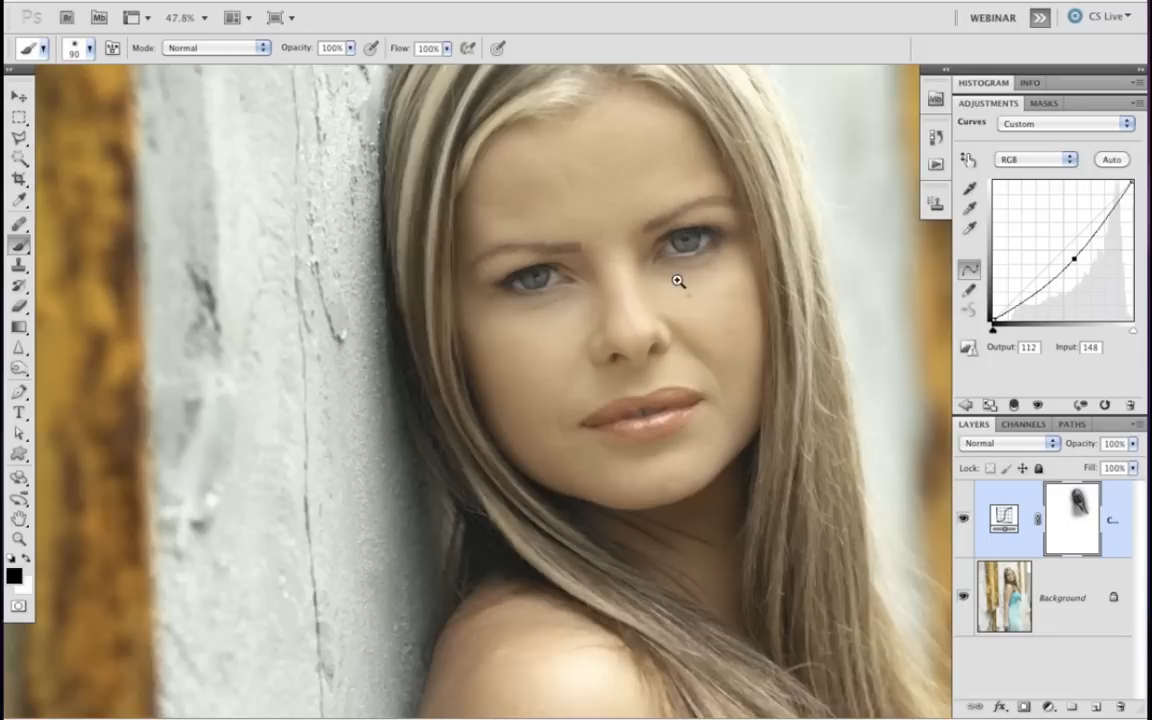 Ps Br Mb 47.8% WEBINAR CS Live
90 Mode: Normal Opacity: 100% Flow: 100%
HISTOGRAM INFO
ADJUSTMENTS MASKS
Curves Custom
RGB Auto
Output: 112 Input: 148
LAYERS CHANNELS PATHS
Normal Opacity: 100%
Lock: Fill: 100%
C...
Background